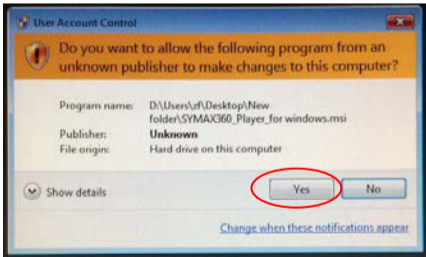 User Account Control
Do you want to allow the following program from an
unknown publisher to make changes to this computer?
Program name: D:\Users\zf\Desktop\New
folder\SYMAX360_Player_for windows.msi
Publisher: Unknown
File origin: Hard drive on this computer
Show details
Yes
No
Change when these notifications appear